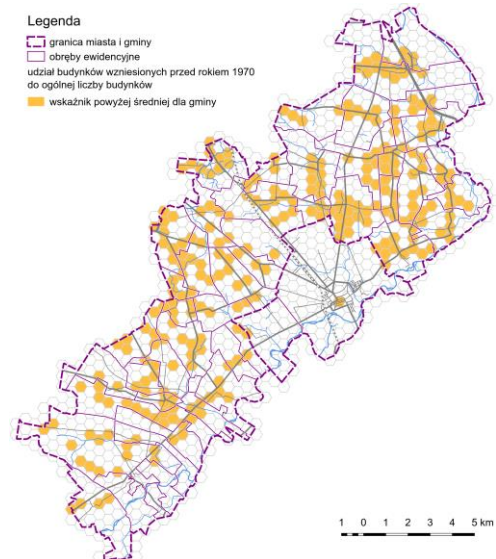 Legenda
granica miasta i gminy
obręby ewidencyjne
udział budynków wzniesionych przed rokiem 1970
do ogólnej liczby budynków
wskaźnik powyżej średniej dla gminy
1 0 1 2 3 4 5 km